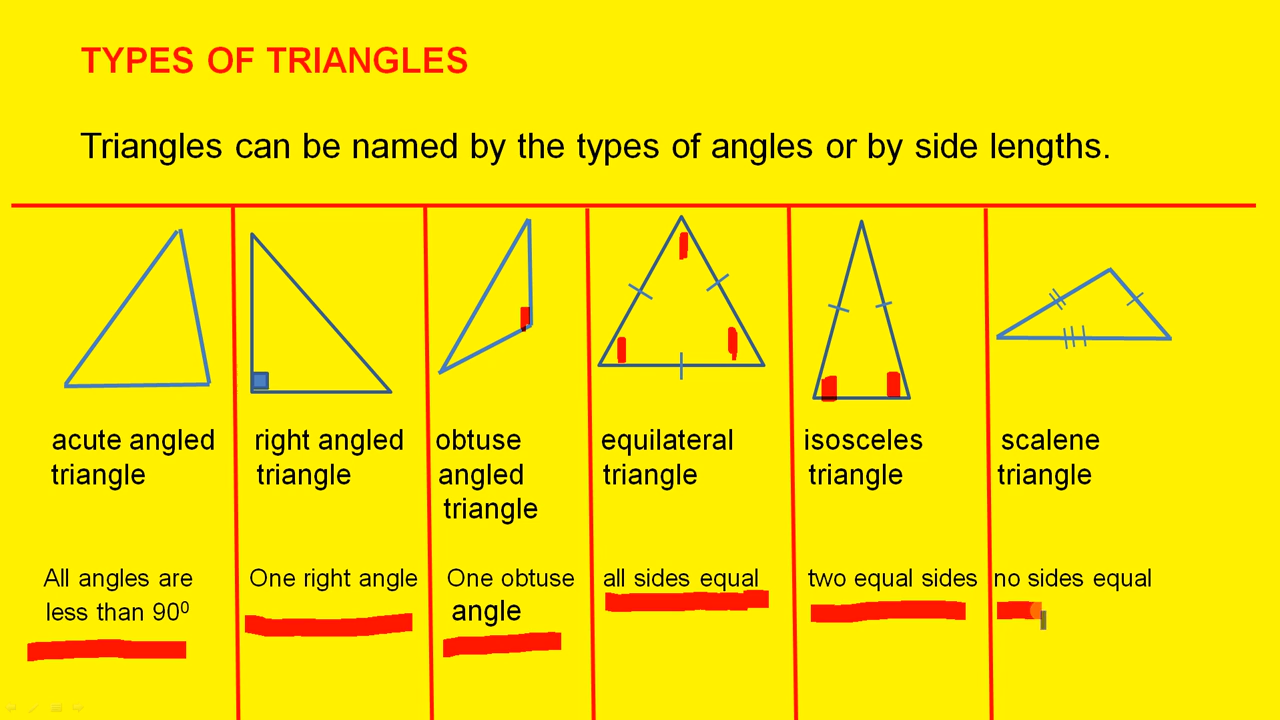 TYPES OF TRIANGLES
Triangles can be named by the types of angles or by side lengths.
acute angled
triangle
All angles are
less than 90⁰
right angled
triangle
One right angle
obtuse
angled
triangle
One obtuse
angle
equilateral
triangle
all sides equal
isosceles
triangle
two equal sides
scalene
triangle
no sides equal